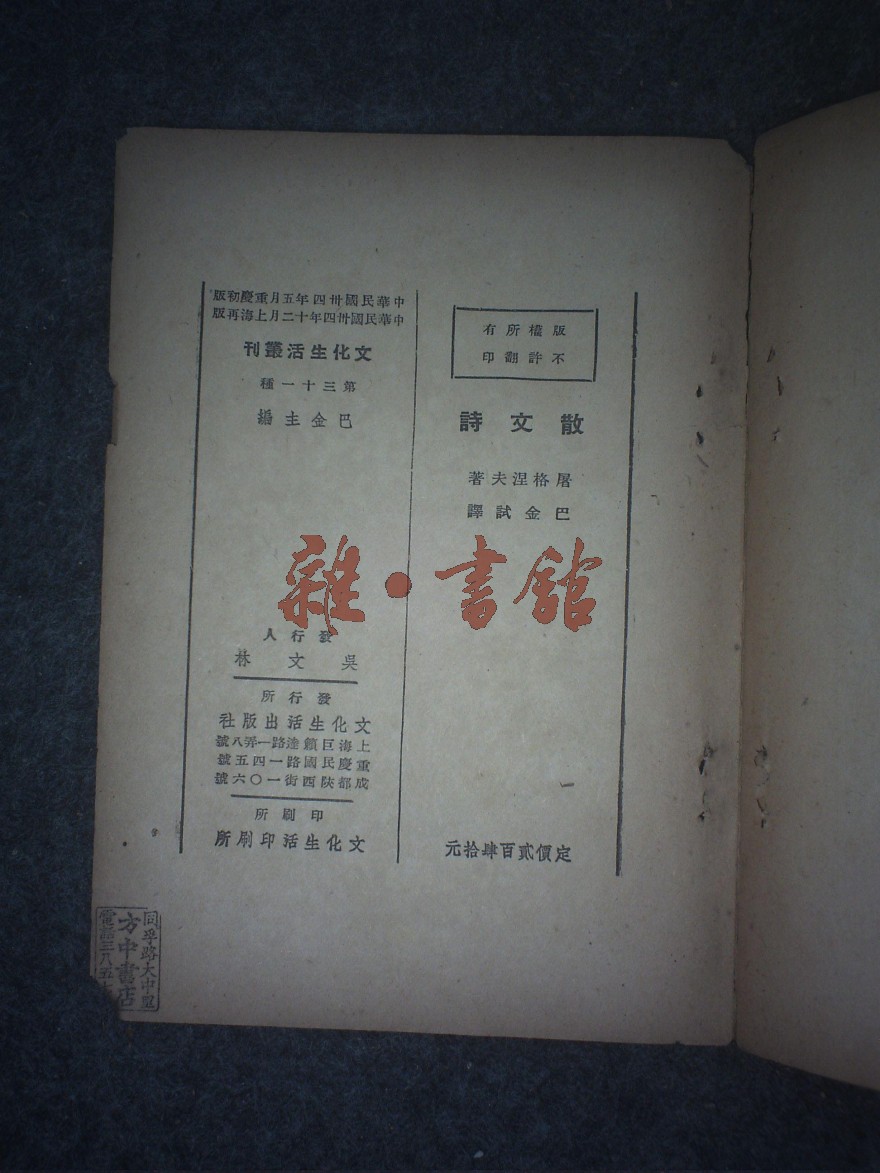 版權所有
不許翻印
散文詩
屠格涅夫著
巴金試譯
定價貳百肆拾元
中華民國卅四年五月重慶初版
中華民國卅四年十二月上海再版
文化生活叢刊
第三十一種
巴金主編
發行人
吳文林
發行所
文化生活出版社
上海巨籟達路一弄八號
重慶民國路一四五號
成都陝西街一〇六號
印刷所
文化生活印刷所
雜·書館
同孚路大中里
方中書店
電話三八五